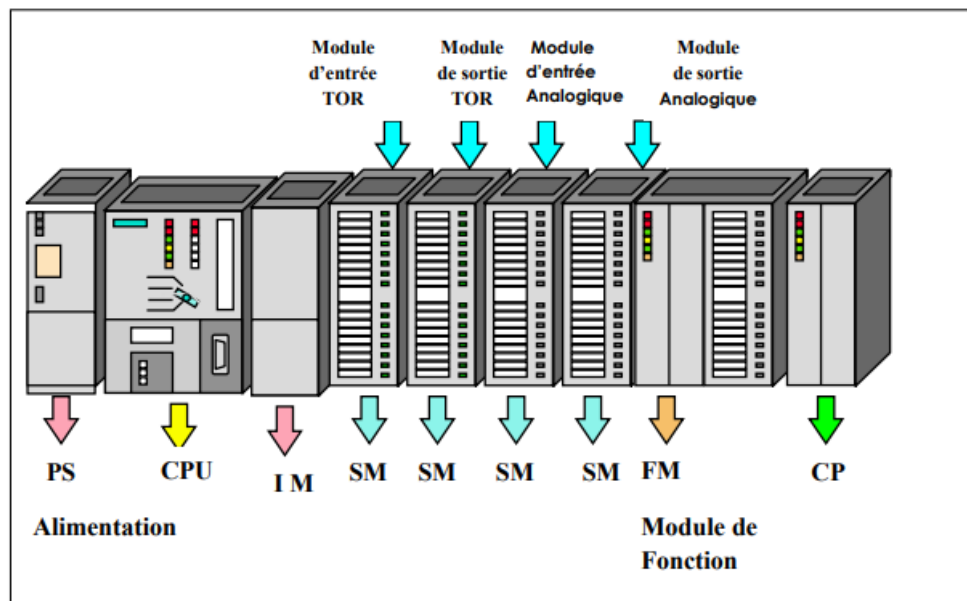 Module
d'entrée
TOR
Module
de sortie
TOR
Module
d'entrée
Analogique
Module
de sortie
Analogique
PS
CPU
I M
SM
SM
SM
SM
FM
CP
Alimentation
Module de
Fonction